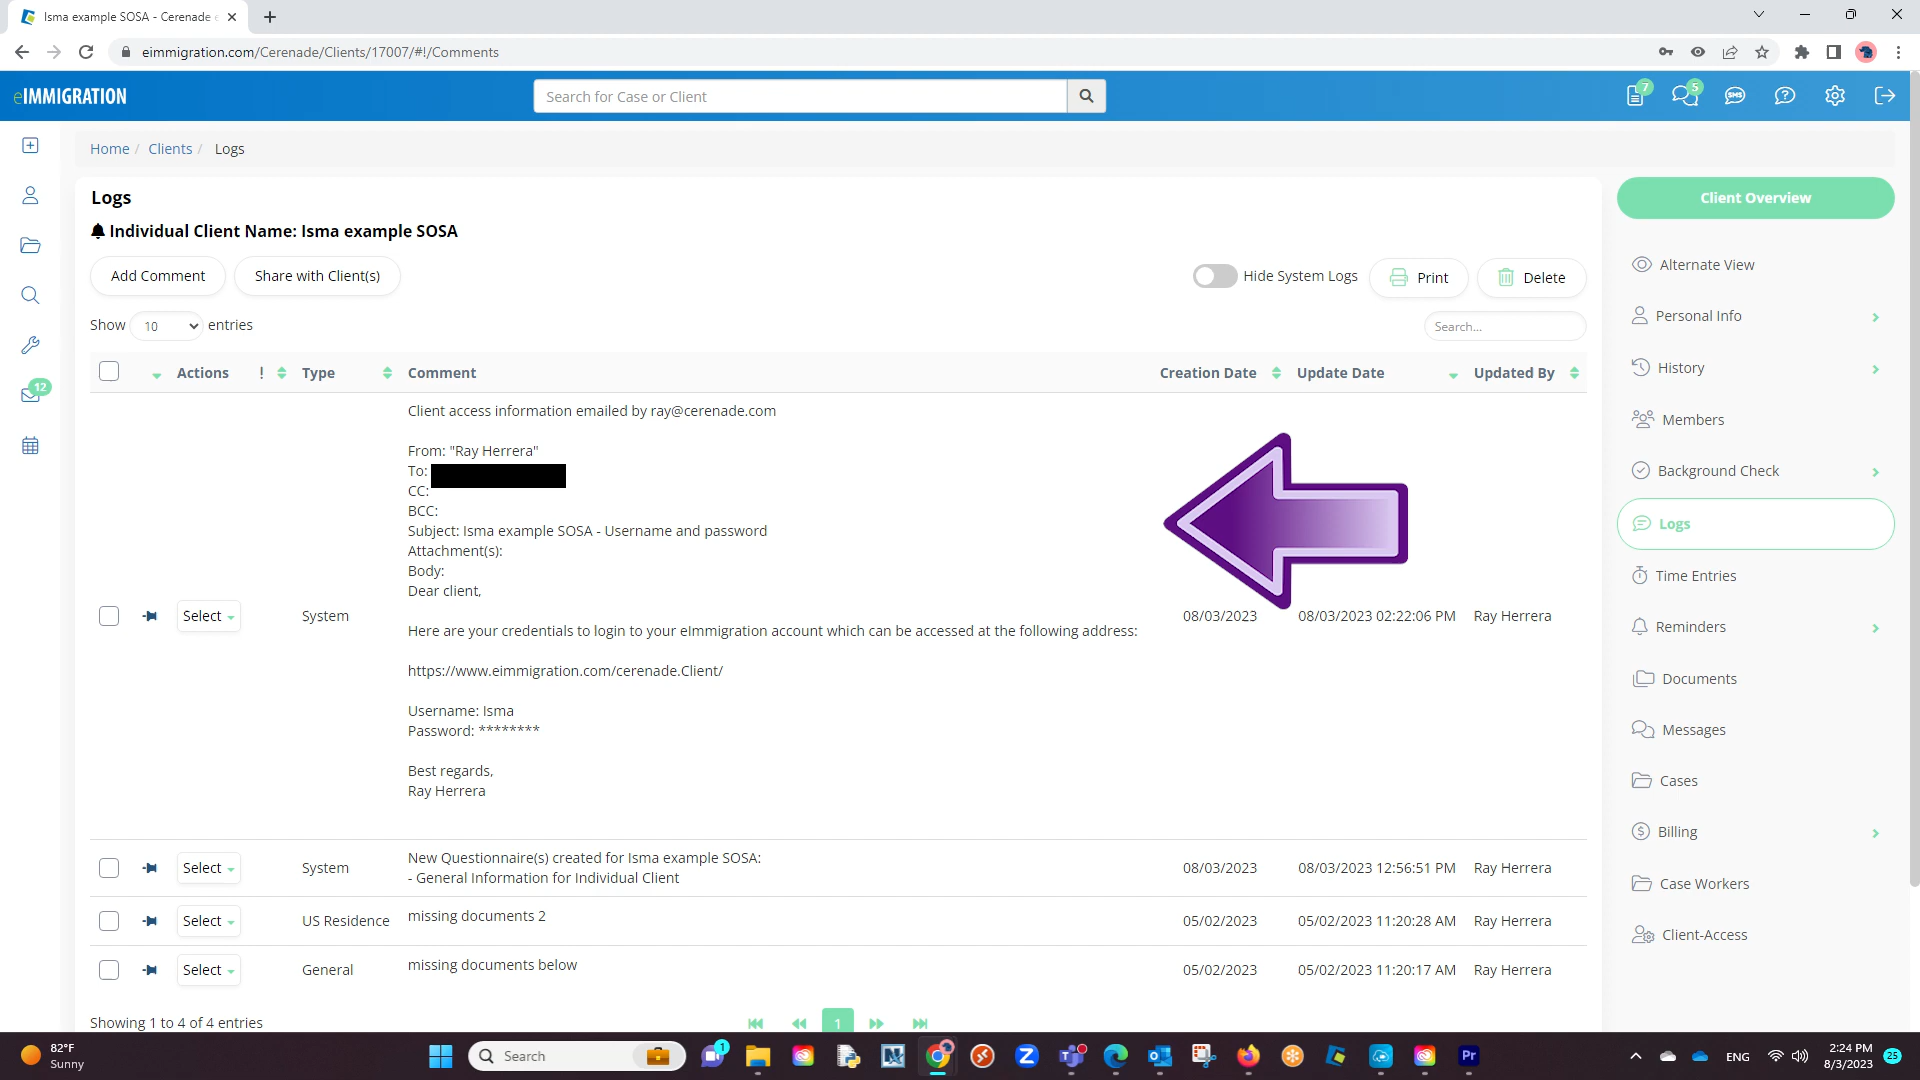 Isma example SOSA - Cerenade e
eimmigration.com/Cerenade/Clients/17007/#!/Comments
eIMMIGRATION
Search for Case or Client
7
5
SMS
Home / Clients / Logs
Logs
Individual Client Name: Isma example SOSA
Client Overview
Add Comment
Share with Client(s)
Hide System Logs
Print
Delete
Show 10 entries
Search...
Actions ! Type Comment Creation Date Update Date Updated By
Client access information emailed by ray@cerenade.com
From: "Ray Herrera"
To:
CC:
BCC:
Subject: Isma example SOSA - Username and password
Attachment(s):
Body:
Dear client,
Select System 08/03/2023 08/03/2023 02:22:06 PM Ray Herrera
Here are your credentials to login to your eImmigration account which can be accessed at the following address:
https://www.eimmigration.com/cerenade.Client/
Username: Isma
Password: ********
Best regards,
Ray Herrera
Select System New Questionnaire(s) created for Isma example SOSA: 08/03/2023 08/03/2023 12:56:51 PM Ray Herrera
- General Information for Individual Client
Select US Residence missing documents 2 05/02/2023 05/02/2023 11:20:28 AM Ray Herrera
Select General missing documents below 05/02/2023 05/02/2023 11:20:17 AM Ray Herrera
Showing 1 to 4 of 4 entries
1
12
Alternate View
Personal Info
History
Members
Background Check
Logs
Time Entries
Reminders
Documents
Messages
Cases
Billing
Case Workers
Client-Access
82°F
Sunny
Search
1
Z
Pr
ENG
2:24 PM
8/3/2023
25